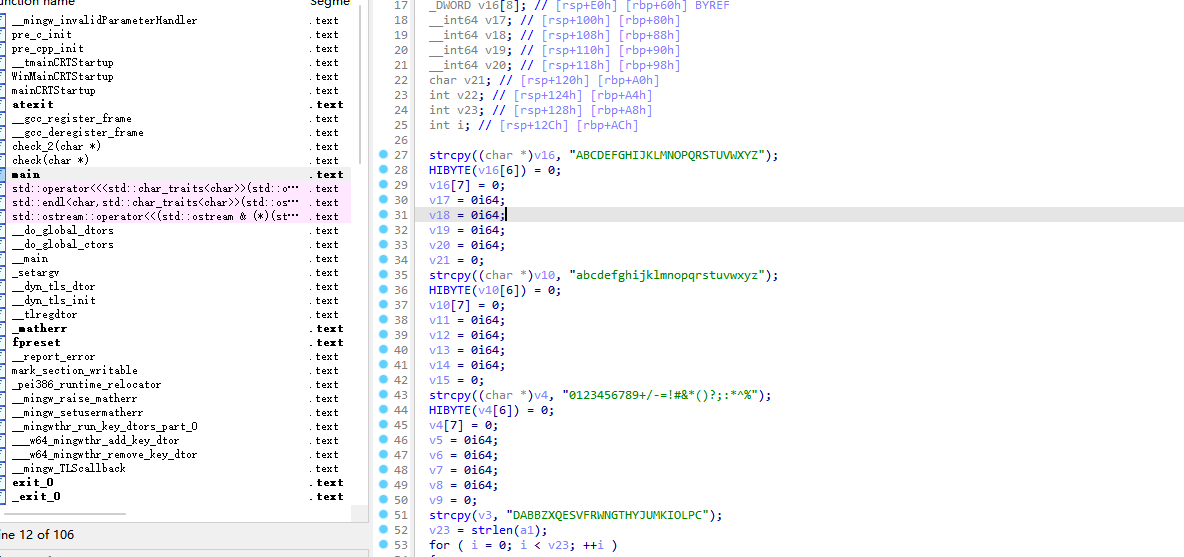 unction name
Segme
__mingw_invalidParameterHandler .text
pre_c_init .text
pre_cpp_init .text
__tmainCRTStartup .text
WinMainCRTStartup .text
mainCRTStartup .text
atexit .text
__gcc_register_frame .text
__gcc_deregister_frame .text
check_2(char *) .text
check(char *) .text
main .text
std::operator<<<std::char_traits<char>>(std::o… .text
std::endl<char,std::char_traits<char>>(std::os… .text
std::ostream::operator<<(std::ostream & (*)(st… .text
__do_global_dtors .text
__do_global_ctors .text
__main .text
_setargv .text
__dyn_tls_dtor .text
__dyn_tls_init .text
__tlregdtor .text
_matherr .text
fpreset .text
__report_error .text
mark_section_writable .text
_pei386_runtime_relocator .text
__mingw_raise_matherr .text
__mingw_setusermatherr .text
__mingwthr_run_key_dtors_part_0 .text
___w64_mingwthr_add_key_dtor .text
___w64_mingwthr_remove_key_dtor .text
__mingw_TLScallback .text
exit_0 .text
_exit_0 .text
ine 12 of 106
17 _DWORD v16[8]; // [rsp+E0h] [rbp+60h] BYREF
18 __int64 v17; // [rsp+100h] [rbp+80h]
19 __int64 v18; // [rsp+108h] [rbp+88h]
20 __int64 v19; // [rsp+110h] [rbp+90h]
21 __int64 v20; // [rsp+118h] [rbp+98h]
22 char v21; // [rsp+120h] [rbp+A0h]
23 int v22; // [rsp+124h] [rbp+A4h]
24 int v23; // [rsp+128h] [rbp+A8h]
25 int i; // [rsp+12Ch] [rbp+ACh]
26
27 strcpy((char *)v16, "ABCDEFGHIJKLMNOPQRSTUVWXYZ");
28 HIBYTE(v16[6]) = 0;
29 v16[7] = 0;
30 v17 = 0i64;
31 v18 = 0i64;
32 v19 = 0i64;
33 v20 = 0i64;
34 v21 = 0;
35 strcpy((char *)v10, "abcdefghijklmnopqrstuvwxyz");
36 HIBYTE(v10[6]) = 0;
37 v10[7] = 0;
38 v11 = 0i64;
39 v12 = 0i64;
40 v13 = 0i64;
41 v14 = 0i64;
42 v15 = 0;
43 strcpy((char *)v4, "0123456789+/-=!#&*()?;:*^%");
44 HIBYTE(v4[6]) = 0;
45 v4[7] = 0;
46 v5 = 0i64;
47 v6 = 0i64;
48 v7 = 0i64;
49 v8 = 0i64;
50 v9 = 0;
51 strcpy(v3, "DABBZXQESVFRWNGTHYJUMKIOLPC");
52 v23 = strlen(a1);
53 for ( i = 0; i < v23; ++i )